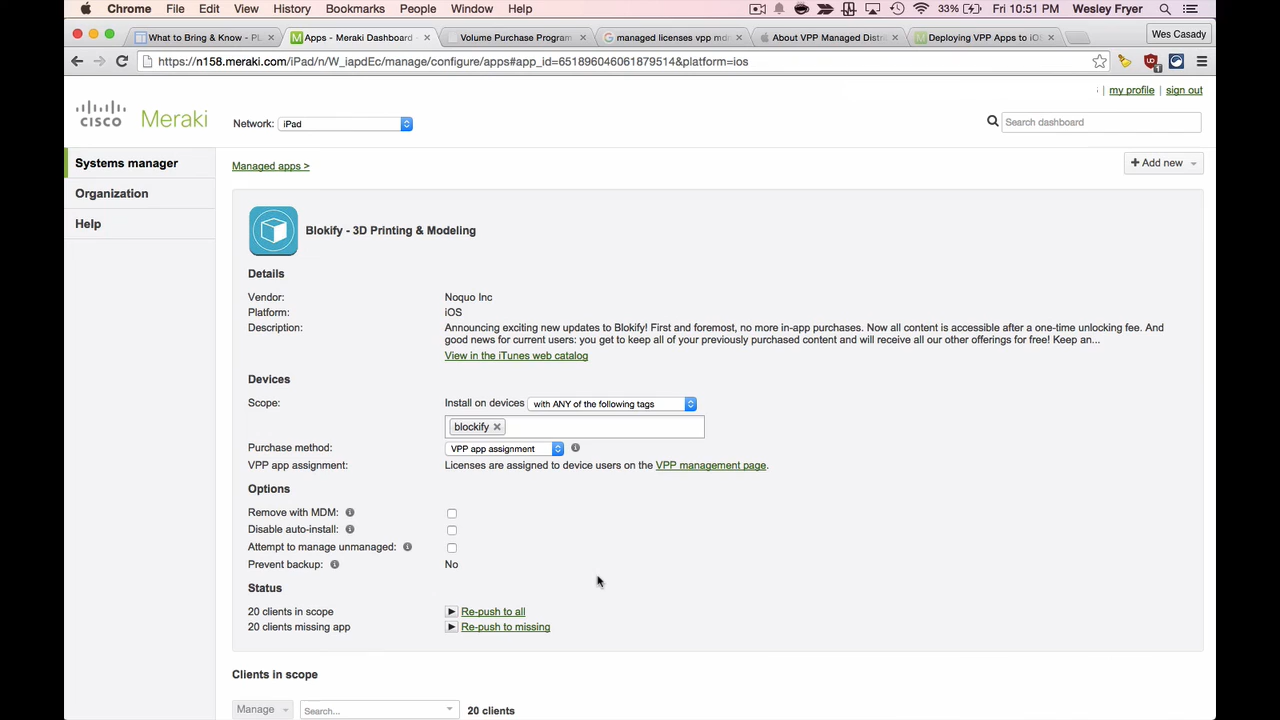 Chrome File Edit View History Bookmarks People Window Help 33% Fri 10:51 PM Wesley Fryer
What to Bring & Know - PL Apps - Meraki Dashboard - Volume Purchase Program managed licenses vpp mdm About VPP Managed Distri Deploying VPP Apps to iO Wes Casady
https://n158.meraki.com/iPad/n/W_iapdEc/manage/configure/apps#app_id=651896046061879514&platform=ios
| my profile | sign out
cisco Meraki Network: iPad Search dashboard
Systems manager
Organization
Help
Managed apps > + Add new
Blokify - 3D Printing & Modeling
Details
Vendor: Noquo Inc
Platform: iOS
Description: Announcing exciting new updates to Blokify! First and foremost, no more in-app purchases. Now all content is accessible after a one-time unlocking fee. And
good news for current users: you get to keep all of your previously purchased content and will receive all our other offerings for free! Keep an...
View in the iTunes web catalog
Devices
Scope: Install on devices with ANY of the following tags
blockify ×
Purchase method: VPP app assignment
VPP app assignment: Licenses are assigned to device users on the VPP management page.
Options
Remove with MDM:
Disable auto-install:
Attempt to manage unmanaged:
Prevent backup: No
Status
20 clients in scope Re-push to all
20 clients missing app Re-push to missing
Clients in scope
Manage Search... 20 clients